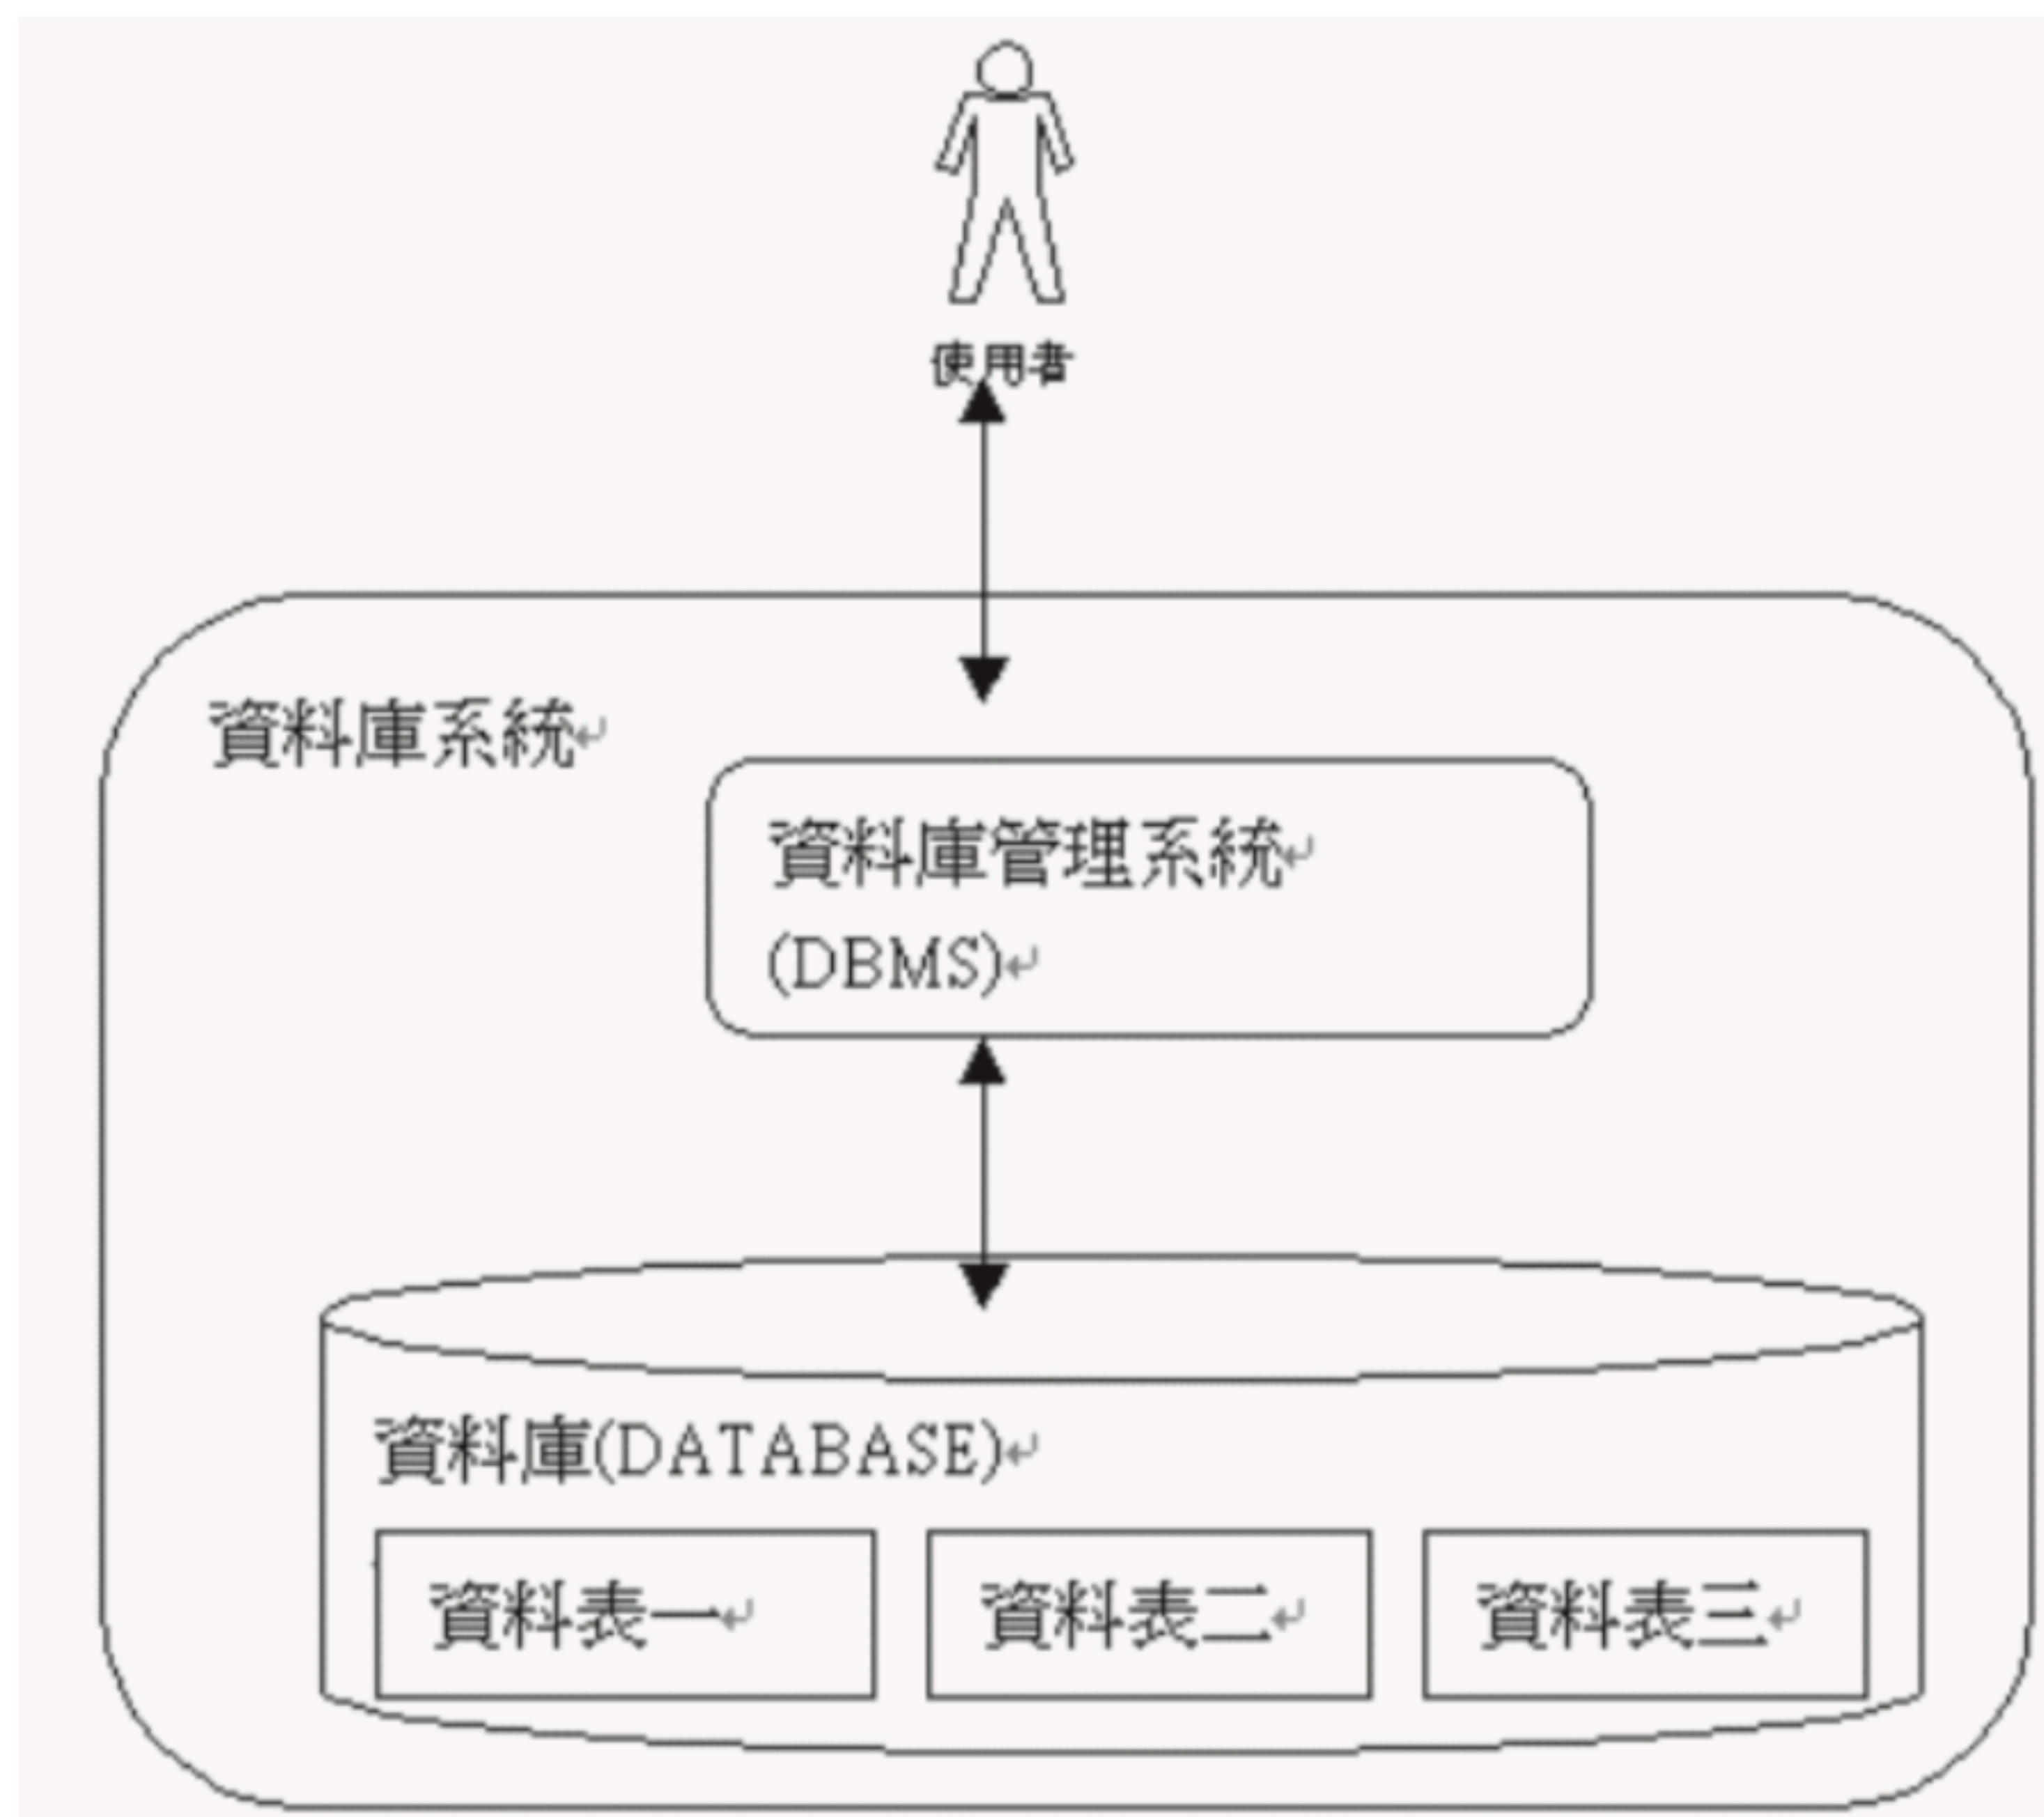 使用者
資料庫系統
資料庫管理系統
(DBMS)
資料庫(DATABASE)
資料表一
資料表二
資料表三